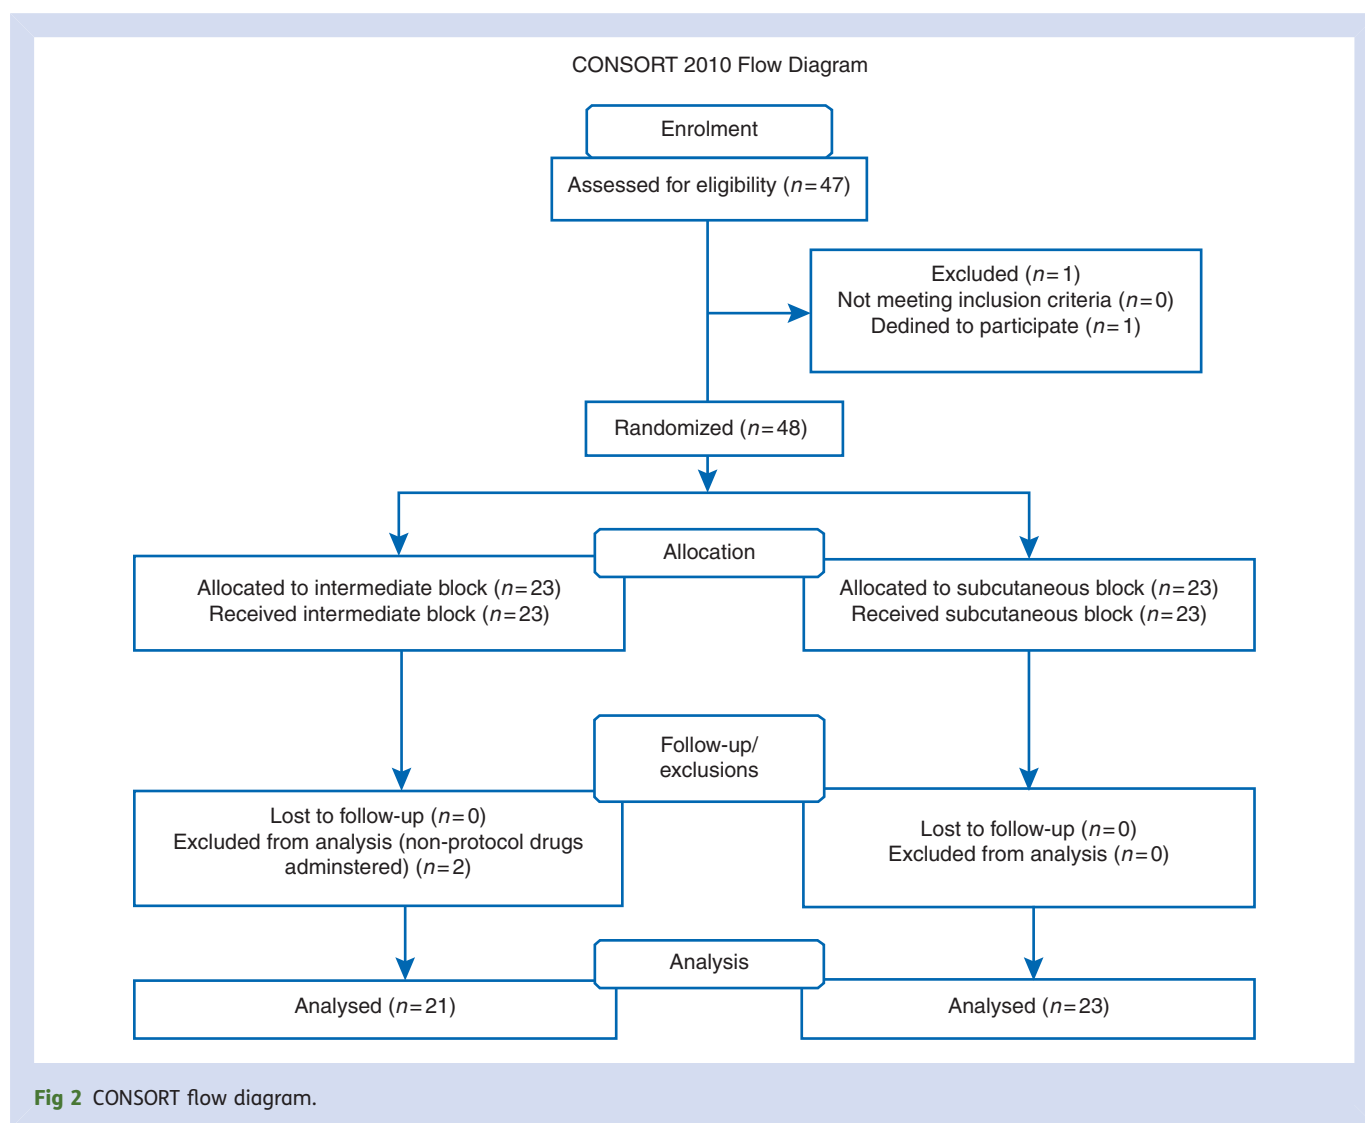 CONSORT 2010 Flow Diagram
Enrolment
Assessed for eligibility (n=47)
Excluded (n=1)
Not meeting inclusion criteria (n=0)
Dedined to participate (n=1)
Randomized (n=48)
Allocation
Allocated to intermediate block (n=23)
Received intermediate block (n=23)
Allocated to subcutaneous block (n=23)
Received subcutaneous block (n=23)
Follow-up/
exclusions
Lost to follow-up (n=0)
Excluded from analysis (non-protocol drugs
adminstered) (n=2)
Lost to follow-up (n=0)
Excluded from analysis (n=0)
Analysis
Analysed (n=21)
Analysed (n=23)
Fig 2 CONSORT flow diagram.